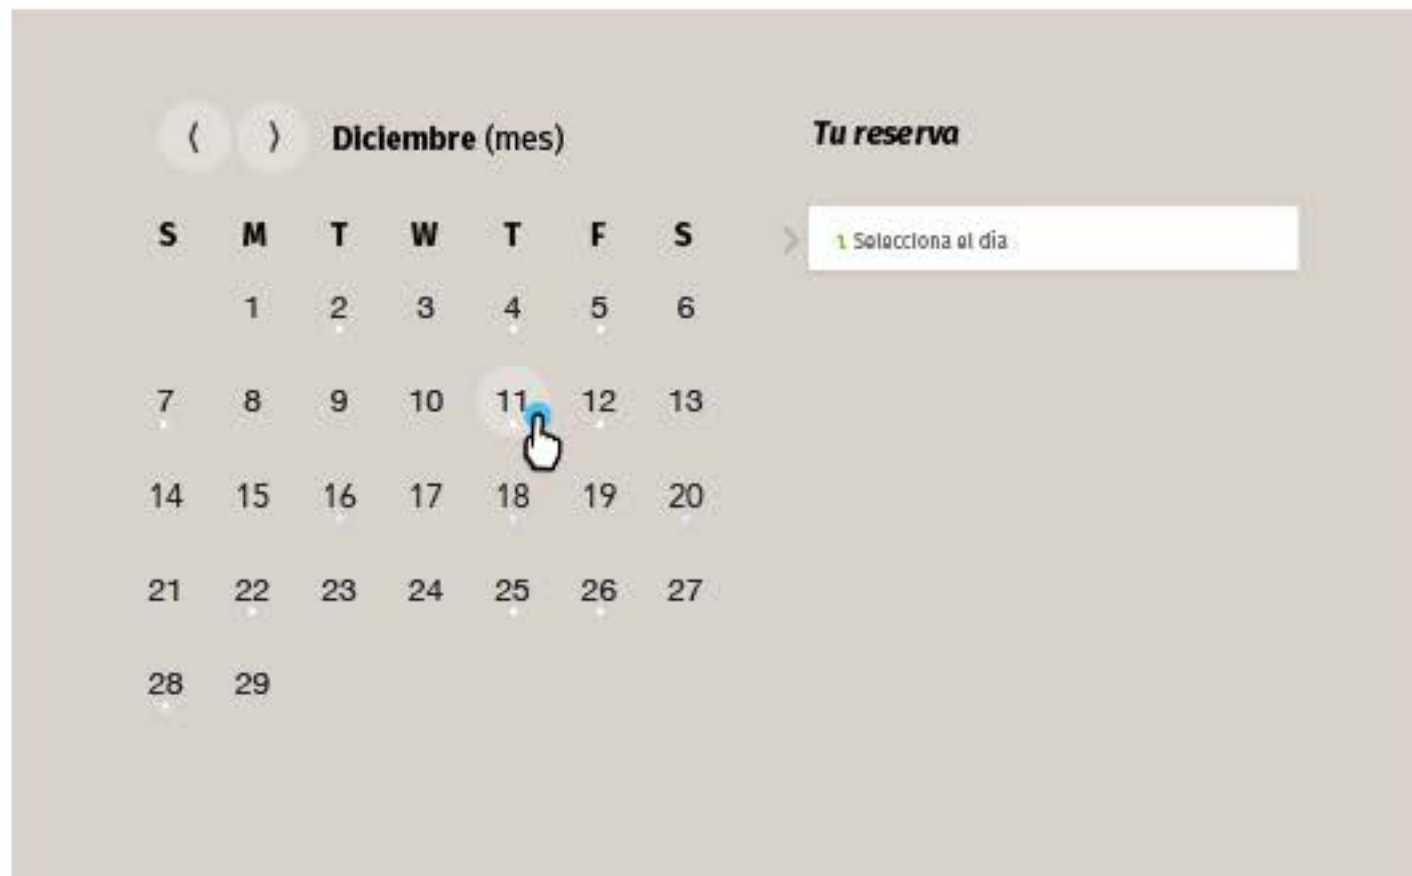 ⟨ ⟩ Diciembre (mes)
S M T W T F S
1 2 3 4 5 6
7 8 9 10 11 12 13
14 15 16 17 18 19 20
21 22 23 24 25 26 27
28 29
Tu reserva
1 Selecciona el día